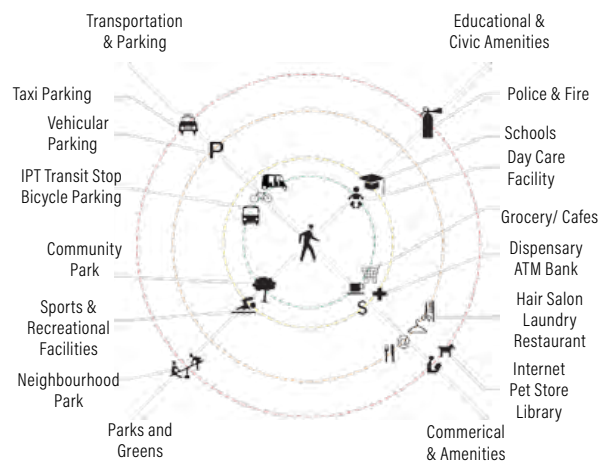 Transportation
& Parking
Educational &
Civic Amenities
Taxi Parking
Vehicular
Parking
IPT Transit Stop
Bicycle Parking
Community
Park
Sports &
Recreational
Facilities
Neighbourhood
Park
Parks and
Greens
Police & Fire
Schools
Day Care
Facility
Grocery/ Cafes
Dispensary
ATM Bank
Hair Salon
Laundry
Restaurant
Internet
Pet Store
Library
Commerical
& Amenities
P
$
@